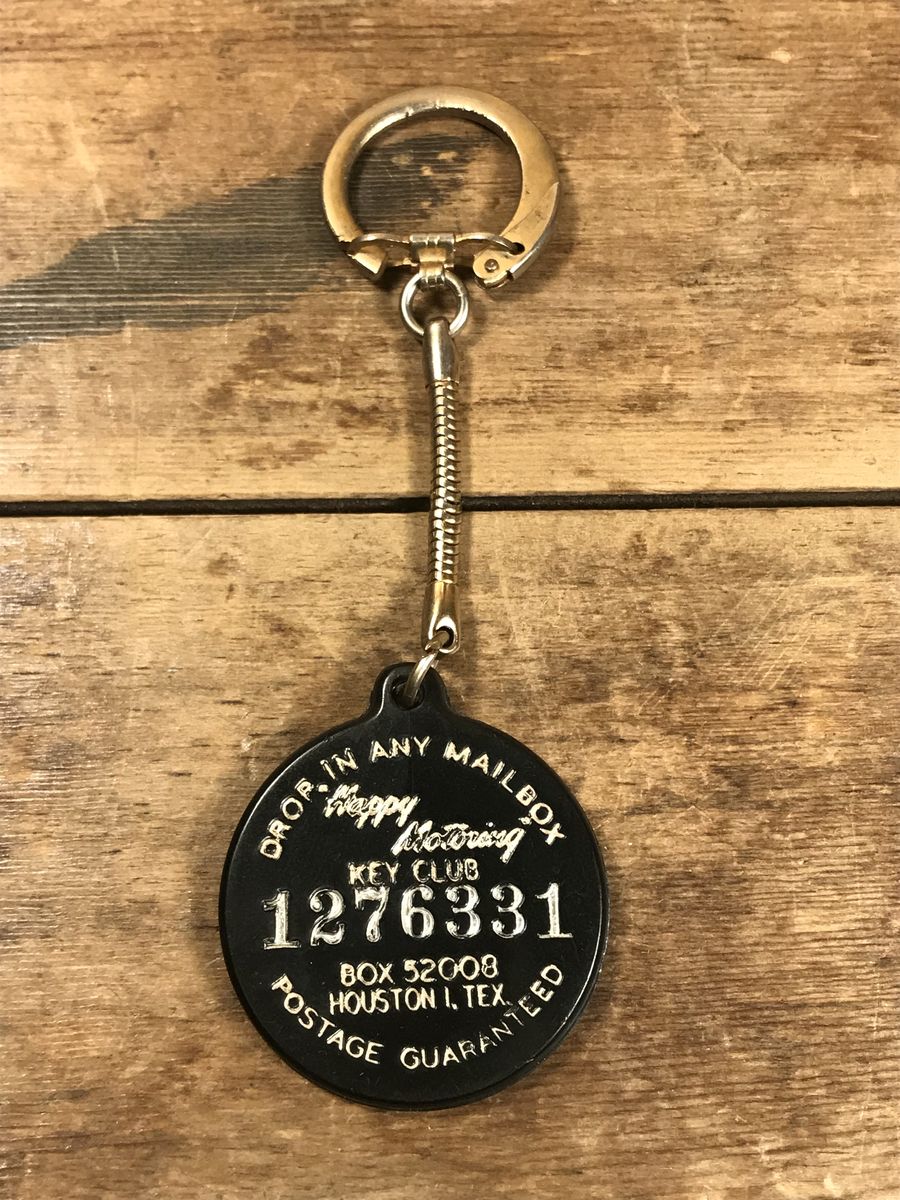 DROP IN ANY MAILBOX
"Happy
Motoring"
KEY CLUB
1276331
BOX 52008
HOUSTON 1, TEX.
POSTAGE GUARANTEED